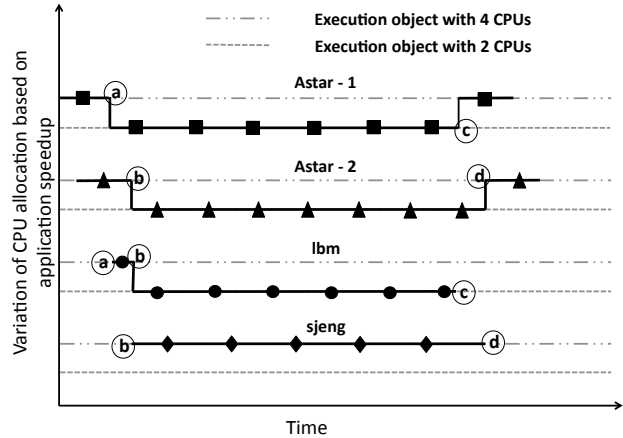 Execution object with 4 CPUs
Execution object with 2 CPUs
Variation of CPU allocation based on
application speedup
Astar - 1
a
c
Astar - 2
b
d
lbm
a
b
c
sjeng
b
d
Time